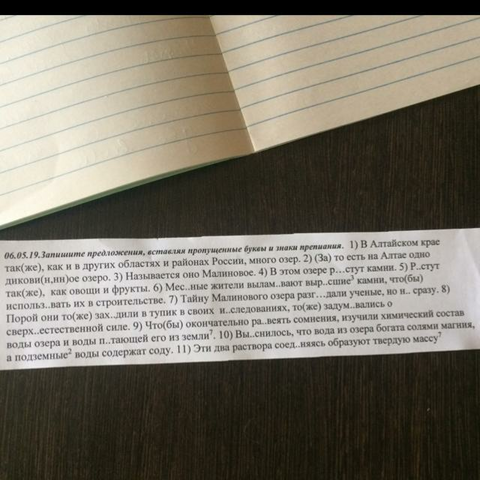 06.05.19.Запишите предложения, вставляя пропущенные буквы и знаки препинания. 1) В Алтайском крае
так(же), как и в других областях и районах России, много озер. 2) (За) то есть на Алтае одно
дикови(н,нн)ое озеро. 3) Называется оно Малиновое. 4) В этом озере р…стут камни. 5) Р..стут
так(же), как овощи и фрукты. 6) Мес..ные жители вылам..вают выр..сшие³ камни, что(бы)
использ..вать их в строительстве. 7) Тайну Малинового озера разг…дали ученые, но н.. сразу. 8)
Порой они то(же) зах..дили в тупик в своих и..следованиях, то(же) задум..вались о
сверх..естественной силе. 9) Что(бы) окончательно ра..веять сомнения, изучили химический состав
воды озера и воды п..тающей его из земли⁷. 10) Вы..снилось, что вода из озера богата солями магния,
а подземные² воды содержат соду. 11) Эти два раствора соед..няясь образуют твердую массу⁷